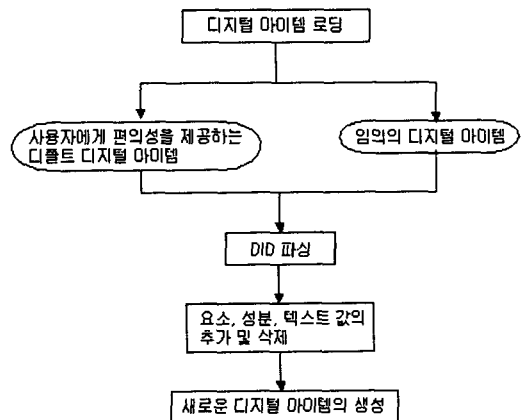 디지털 아이템 로딩
사용자에게 편의성을 제공하는
디폴트 디지털 아이템
임의의 디지털 아이템
DID 파싱
요소, 성분, 텍스트 값의
추가 및 삭제
새로운 디지털 아이템의 생성